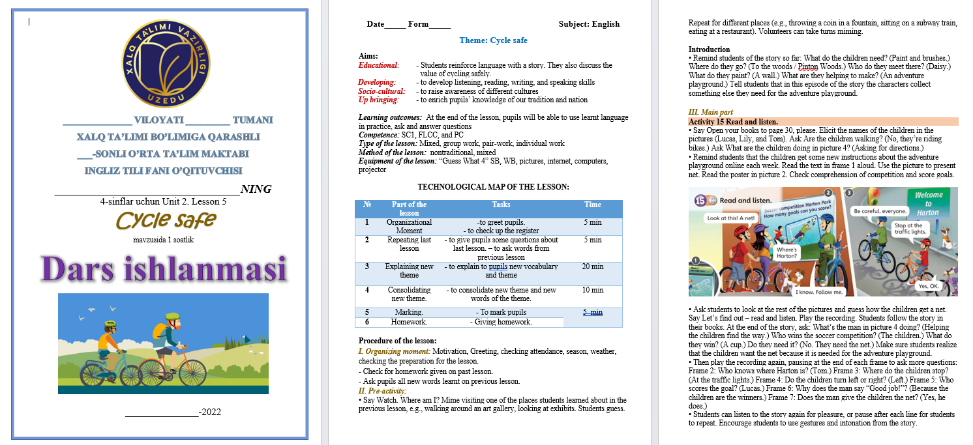 XALQ TA'LIMI VAZIRLIGI
UZEDU
______________ VILOYATI _________ TUMANI
XALQ TA'LIMI BO'LIMIGA QARASHLI
___-SONLI O'RTA TA'LIM MAKTABI
INGLIZ TILI FANI O'QITUVCHISI
_____________________________NING
4-sinflar uchun Unit 2. Lesson 5
Cycle safe
mavzusida 1 soatlik
Dars ishlanmasi
_______________-2022
Date_____ Form_____ Subject: English
Theme: Cycle safe
Aims:
Educational: - Students reinforce language with a story. They also discuss the
value of cycling safely.
Developing: - to develop listening, reading, writing, and speaking skills
Socio-cultural: - to raise awareness of different cultures
Up bringing: - to enrich pupils' knowledge of our tradition and nation
Learning outcomes: At the end of the lesson, pupils will be able to use learnt language
in practice, ask and answer questions
Competence: SC1, FLCC, and PC
Type of the lesson: Mixed, group work, pair-work, individual work
Method of the lesson: nontraditional, mixed
Equipment of the lesson: "Guess What 4" SB, WB, pictures, internet, computers,
projector
TECHNOLOGICAL MAP OF THE LESSON:
№ Part of the lesson Tasks Time
1 Organizational Moment -to greet pupils. - to check up the register 5 min
2 Repeating last lesson - to give pupils some questions about last lesson. – to ask words from previous lesson 5 min
3 Explaining new theme - to explain to pupils new vocabulary and theme 20 min
4 Consolidating new theme. - to consolidate new theme and new words of the theme. 10 min
5 Marking. - To mark pupils 5 min
6 Homework. - Giving homework.
Procedure of the lesson:
I. Organizing moment: Motivation, Greeting, checking attendance, season, weather,
checking the preparation for the lesson.
- Check for homework given on past lesson.
- Ask pupils all new words learnt on previous lesson.
II. Pre-activity.
• Say Watch. Where am I? Mime visiting one of the places students learned about in the
previous lesson, e.g., walking around an art gallery, looking at exhibits. Students guess.
Repeat for different places (e.g., throwing a coin in a fountain, sitting on a subway train,
eating at a restaurant). Volunteers can take turns miming.
Introduction
• Remind students of the story so far: What do the children need? (Paint and brushes.)
Where do they go? (To the woods / Pinton Woods.) Who do they meet there? (Daisy.)
What do they paint? (A wall.) What are they helping to make? (An adventure
playground.) Tell students that in this episode of the story the characters collect
something else they need for the adventure playground.
III. Main part
Activity 15 Read and listen.
• Say Open your books to page 30, please. Elicit the names of the children in the
pictures (Lucas, Lily, and Tom). Ask Are the children walking? (No, they're riding
bikes.) Ask What are the children doing in picture 4? (Asking for directions.)
• Remind students that the children get some new instructions about the adventure
playground online each week. Read the text in frame 1 aloud. Use the picture to present
net. Read the poster in picture 2. Check comprehension of competition and score goals.
15 Read and listen.
Look at this! A net!
1
2
Soccer competition Horton Park
How many goals can you score?
Where's Horton?
I know. Follow me.
3
Be careful, everyone.
Welcome to Harton
Stop at the traffic lights.
Yes, OK.
• Ask students to look at the rest of the pictures and guess how the children get a net.
Say Let's find out – read and listen. Play the recording. Students follow the story in
their books. At the end of the story, ask: What's the man in picture 4 doing? (Helping
the children find the way.) Who wins the soccer competition? (The children.) What do
they win? (A cup.) Do they need it? (No. They need the net.) Make sure students realize
that the children want the net because it is needed for the adventure playground.
• Then play the recording again, pausing at the end of each frame to ask more questions:
Frame 2: Who knows where Harton is? (Tom.) Frame 3: Where do the children stop?
(At the traffic lights.) Frame 4: Do the children turn left or right? (Left.) Frame 5: Who
scores the goal? (Lucas.) Frame 6: Why does the man say "Good job!"? (Because the
children are the winners.) Frame 7: Does the man give the children the net? (Yes, he
does.)
• Students can listen to the story again for pleasure, or pause after each line for students
to repeat. Encourage students to use gestures and intonation from the story.